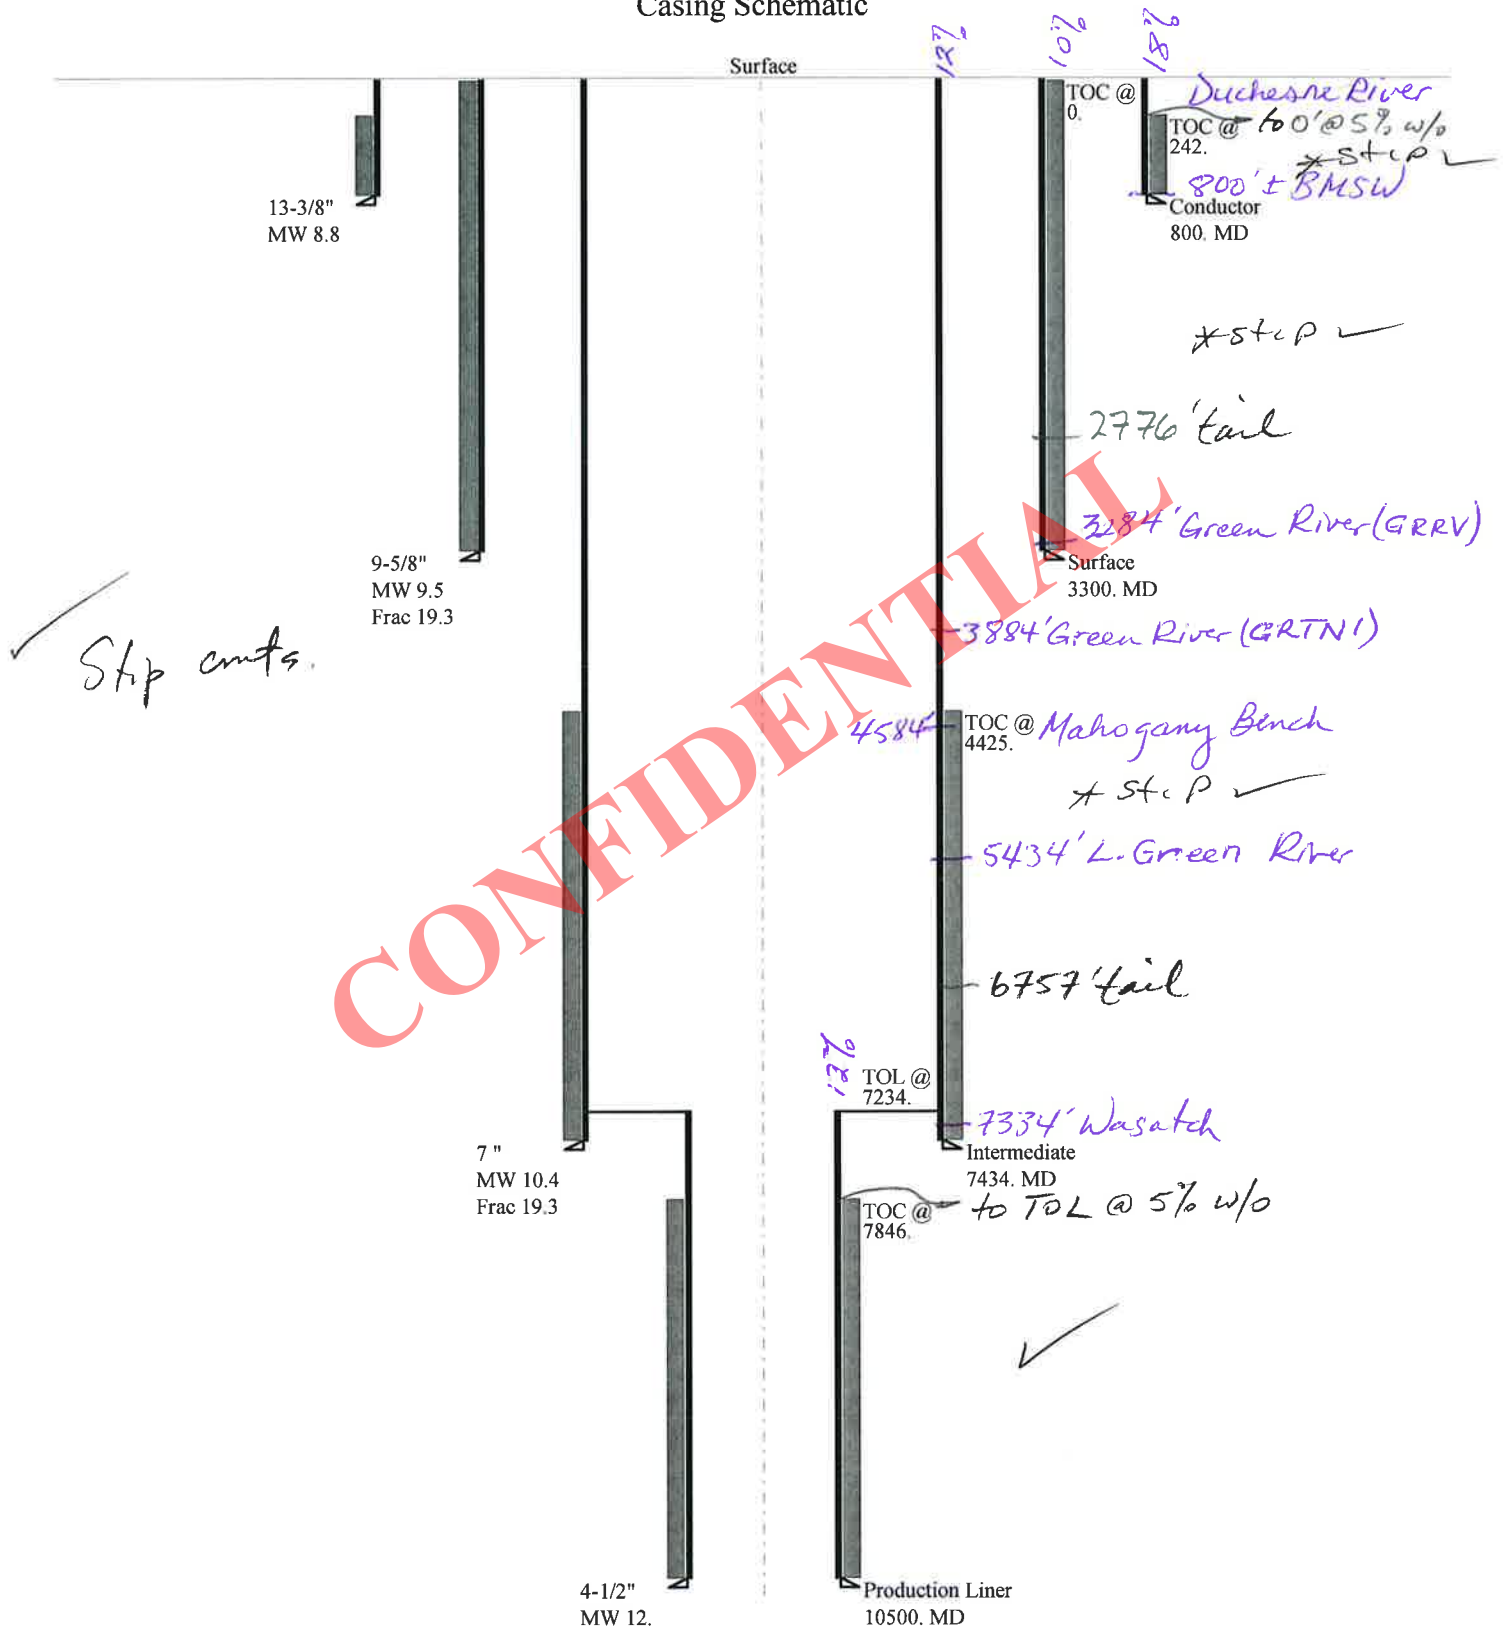 Casing Schematic
Surface
12%
10%
18%
TOC @
0.
Duchesne River
TOC @
242.
to 0' @ 5% w/o
*stip ✓
800' ± BMSW
Conductor
800. MD
13-3/8"
MW 8.8
*stip ✓
2776' tail
3284' Green River (GRRV)
Surface
3300. MD
9-5/8"
MW 9.5
Frac 19.3
3884' Green River (GRTN1)
✓ Stip cmts.
4584'
TOC @
4425.
Mahogany Bench
*stip ✓
5434' L. Green River
CONFIDENTIAL
6757' tail
13%
TOL @
7234.
7334' Wasatch
Intermediate
7434. MD
7 "
MW 10.4
Frac 19.3
TOC @
7846.
to TOL @ 5% w/o
✓
4-1/2"
MW 12.
Production Liner
10500. MD